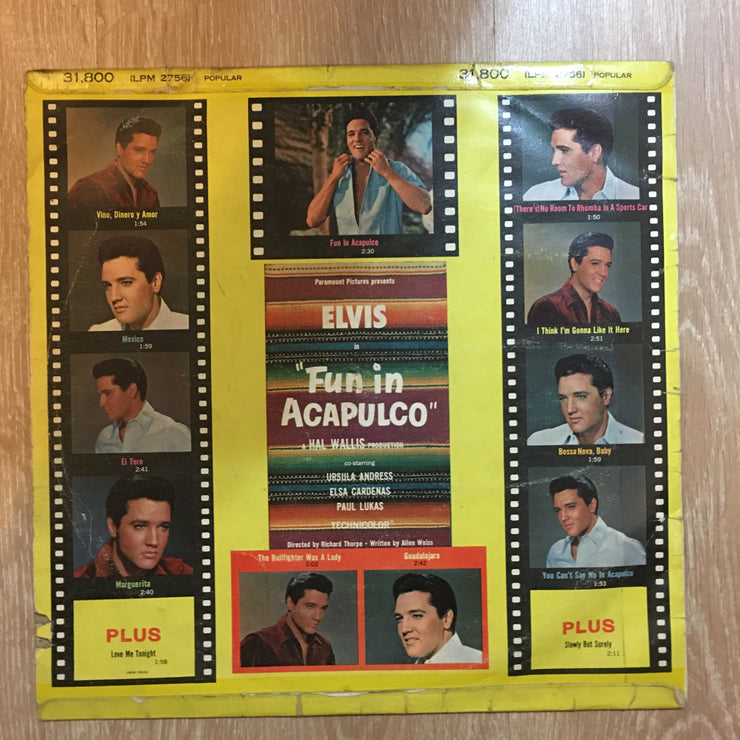 31,800 (LPM 2756) POPULAR
31,800 (LPM 2756) POPULAR
Vino, Dinero y Amor
1:54
Mexico
1:59
El Toro
2:41
Marguerita
2:40
PLUS
Love Me Tonight
1:58
Fun In Acapulco
2:30
Paramount Pictures presents
ELVIS
in
"Fun in
ACAPULCO"
A HAL WALLIS PRODUCTION
co-starring
URSULA ANDRESS
ELSA CARDENAS
PAUL LUKAS
TECHNICOLOR®
Directed by Richard Thorpe · Written by Allen Weiss
The Bullfighter Was A Lady
2:02
Guadalajara
2:42
(There's) No Room To Rhumba In A Sports Car
1:50
I Think I'm Gonna Like It Here
2:51
Bossa Nova, Baby
1:59
You Can't Say No In Acapulco
1:53
PLUS
Slowly But Surely
2:11